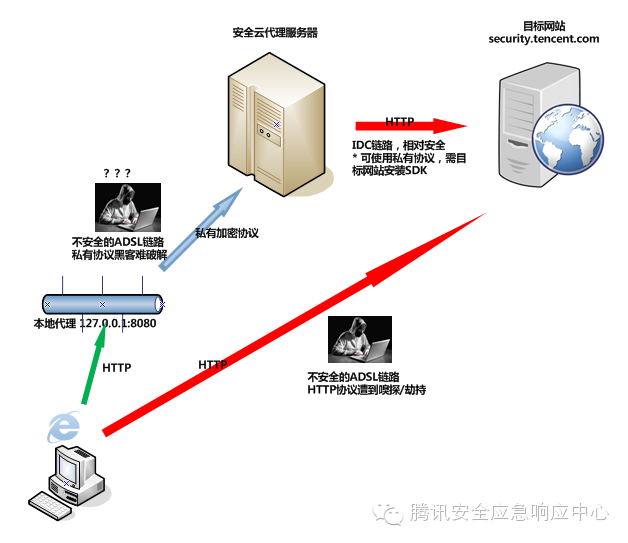 安全云代理服务器
目标网站
security.tencent.com
HTTP
IDC链路，相对安全
* 可使用私有协议，需目
标网站安装SDK
？？？
不安全的ADSL链路
私有协议黑客难破解
私有加密协议
本地代理 127.0.0.1:8080
HTTP
HTTP
不安全的ADSL链路
HTTP协议遭到嗅探/劫持
腾讯安全应急响应中心